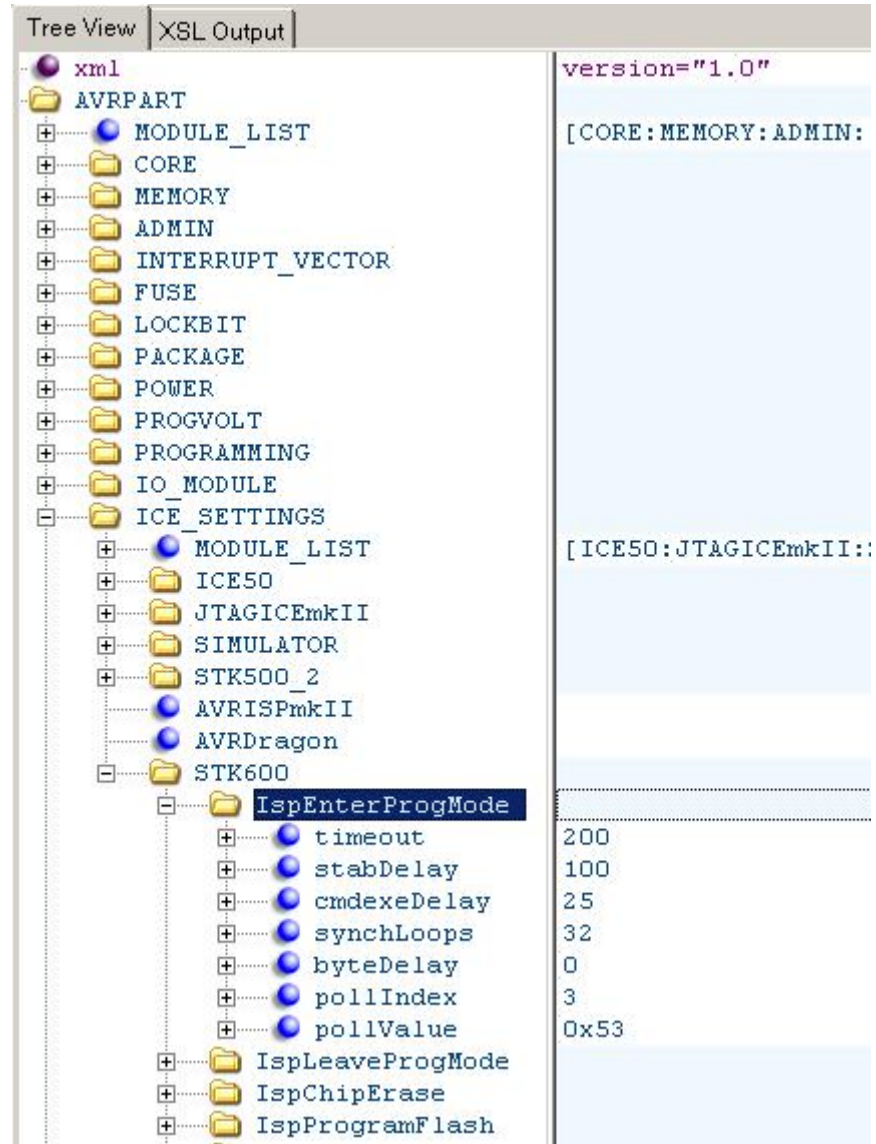 Tree View XSL Output
xml version="1.0"
AVRPART
MODULE_LIST [CORE:MEMORY:ADMIN:
CORE
MEMORY
ADMIN
INTERRUPT_VECTOR
FUSE
LOCKBIT
PACKAGE
POWER
PROGVOLT
PROGRAMMING
IO_MODULE
ICE_SETTINGS
MODULE_LIST [ICE50:JTAGICEmkII:
ICE50
JTAGICEmkII
SIMULATOR
STK500_2
AVRISPmkII
AVRDragon
STK600
IspEnterProgMode
timeout 200
stabDelay 100
cmdexeDelay 25
synchLoops 32
byteDelay 0
pollIndex 3
pollValue 0x53
IspLeaveProgMode
IspChipErase
IspProgramFlash